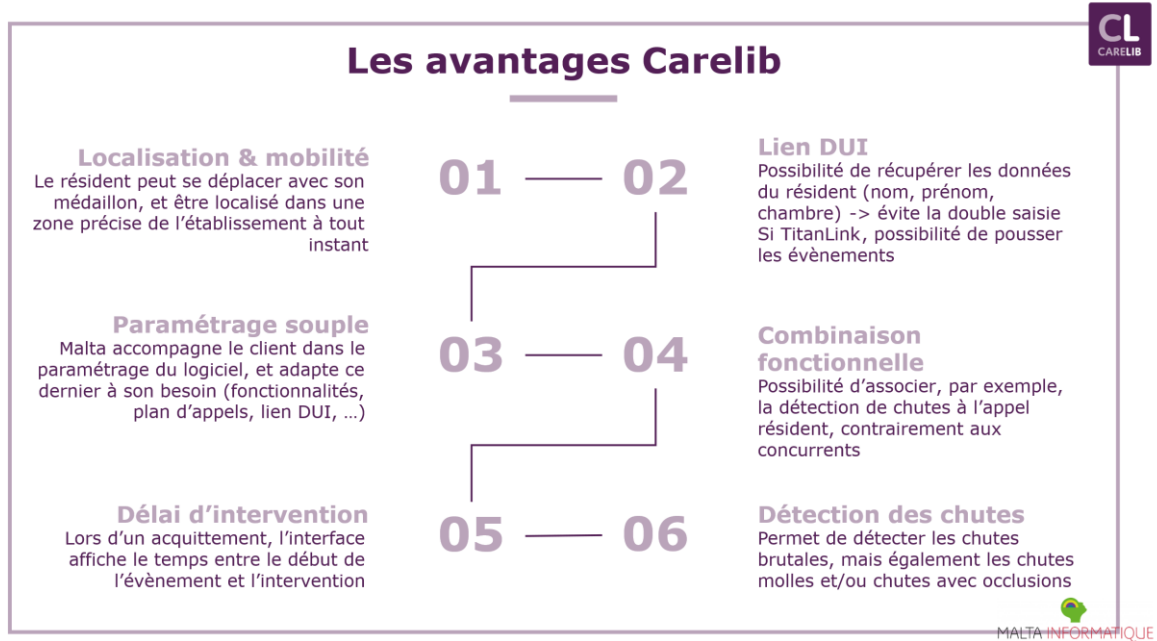 CL
CARELIB
Les avantages Carelib
Localisation & mobilité
Le résident peut se déplacer avec son
médaillon, et être localisé dans une
zone précise de l'établissement à tout
instant
01
02
Lien DUI
Possibilité de récupérer les données
du résident (nom, prénom,
chambre) -> évite la double saisie
Si TitanLink, possibilité de pousser
les évènements
Paramétrage souple
Malta accompagne le client dans le
paramétrage du logiciel, et adapte ce
dernier à son besoin (fonctionnalités,
plan d'appels, lien DUI, ...)
03
04
Combinaison
fonctionnelle
Possibilité d'associer, par exemple,
la détection de chutes à l'appel
résident, contrairement aux
concurrents
Délai d'intervention
Lors d'un acquittement, l'interface
affiche le temps entre le début de
l'évènement et l'intervention
05
06
Détection des chutes
Permet de détecter les chutes
brutales, mais également les chutes
molles et/ou chutes avec occlusions
MALTA INFORMATIQUE